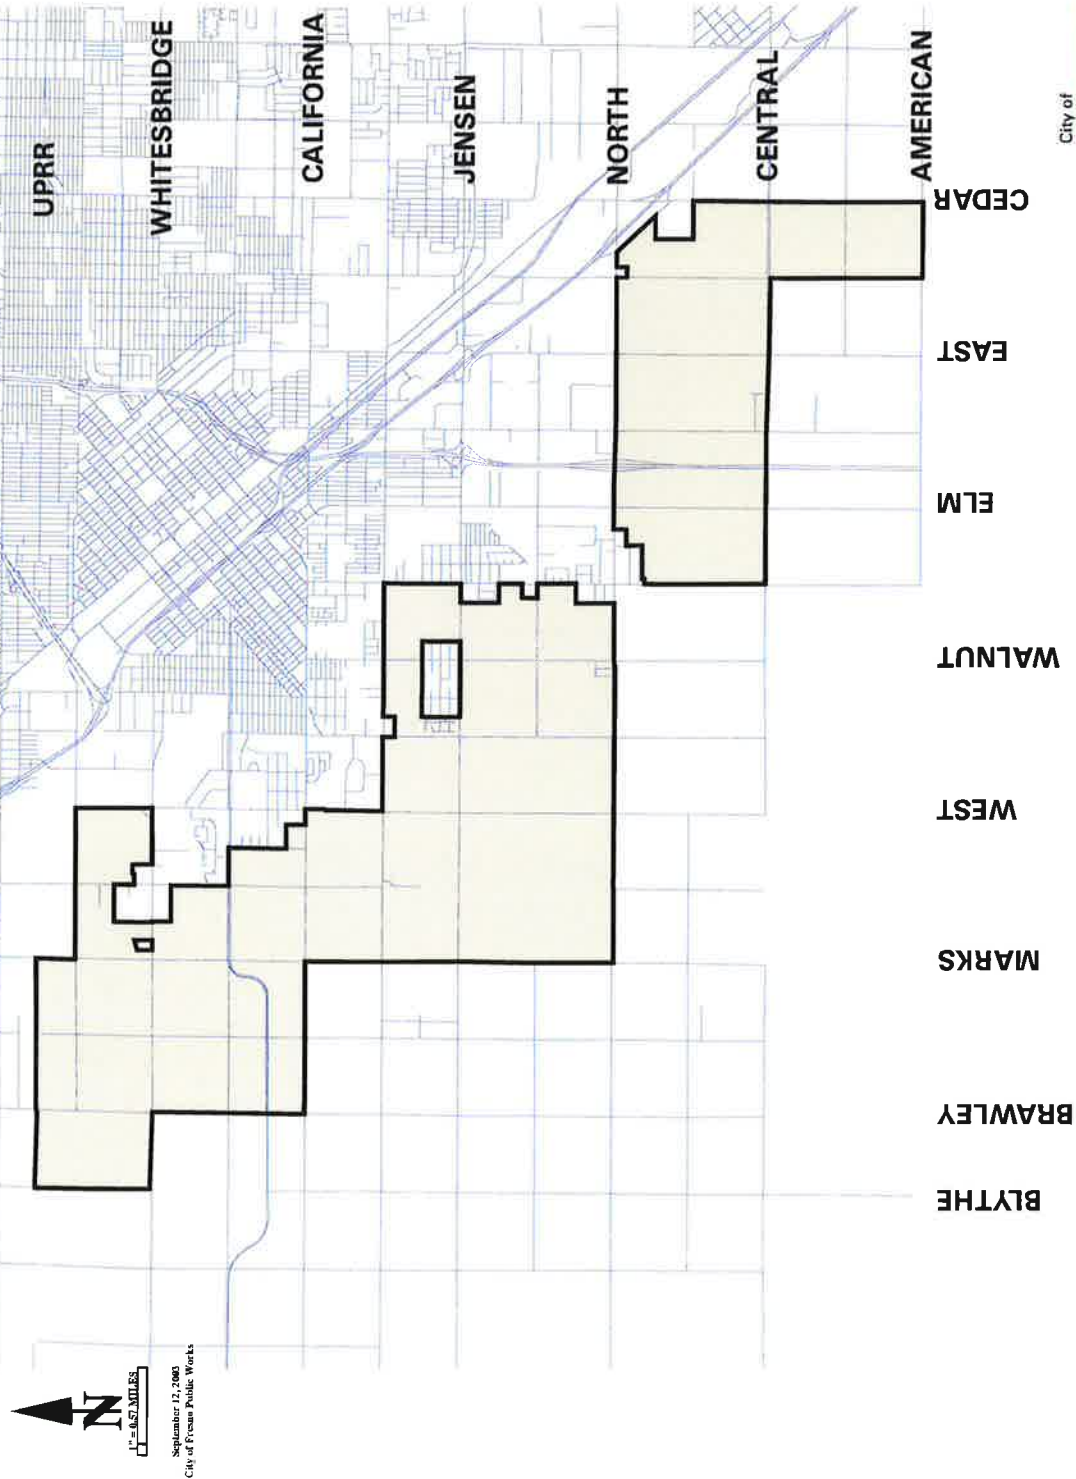 UPRR
WHITESBRIDGE
CALIFORNIA
JENSEN
NORTH
CENTRAL
AMERICAN
CEDAR
EAST
ELM
WALNUT
WEST
MARKS
BRAWLEY
BLYTHE
N
1" = 0.57 MILES
September 12, 2003
City of Fresno Public Works
City of